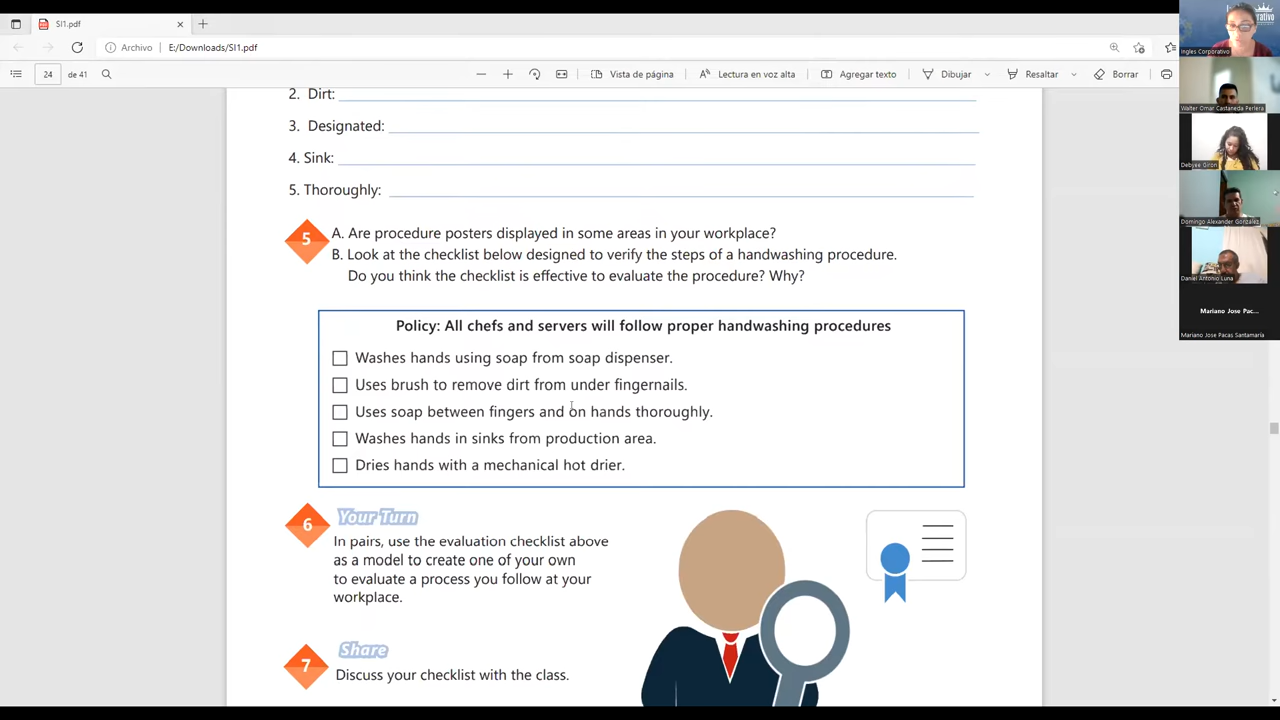 SI1.pdf
Archivo
E:/Downloads/SI1.pdf
24
de 41
Vista de página
Lectura en voz alta
Agregar texto
Dibujar
Resaltar
Borrar
2. Dirt:
3. Designated:
4. Sink:
5. Thoroughly:
5
A. Are procedure posters displayed in some areas in your workplace?
B. Look at the checklist below designed to verify the steps of a handwashing procedure.
Do you think the checklist is effective to evaluate the procedure? Why?
Policy: All chefs and servers will follow proper handwashing procedures
Washes hands using soap from soap dispenser.
Uses brush to remove dirt from under fingernails.
Uses soap between fingers and on hands thoroughly.
Washes hands in sinks from production area.
Dries hands with a mechanical hot drier.
6
Your Turn
In pairs, use the evaluation checklist above
as a model to create one of your own
to evaluate a process you follow at your
workplace.
7
Share
Discuss your checklist with the class.
Ingles Corporativo
Walter Omar Castaneda Perlera
Debyee Giron
Domingo Alexander Gonzalez
Daniel Antonio Luna
Mariano Jose Pac...
Mariano Jose Pacas Santamaría